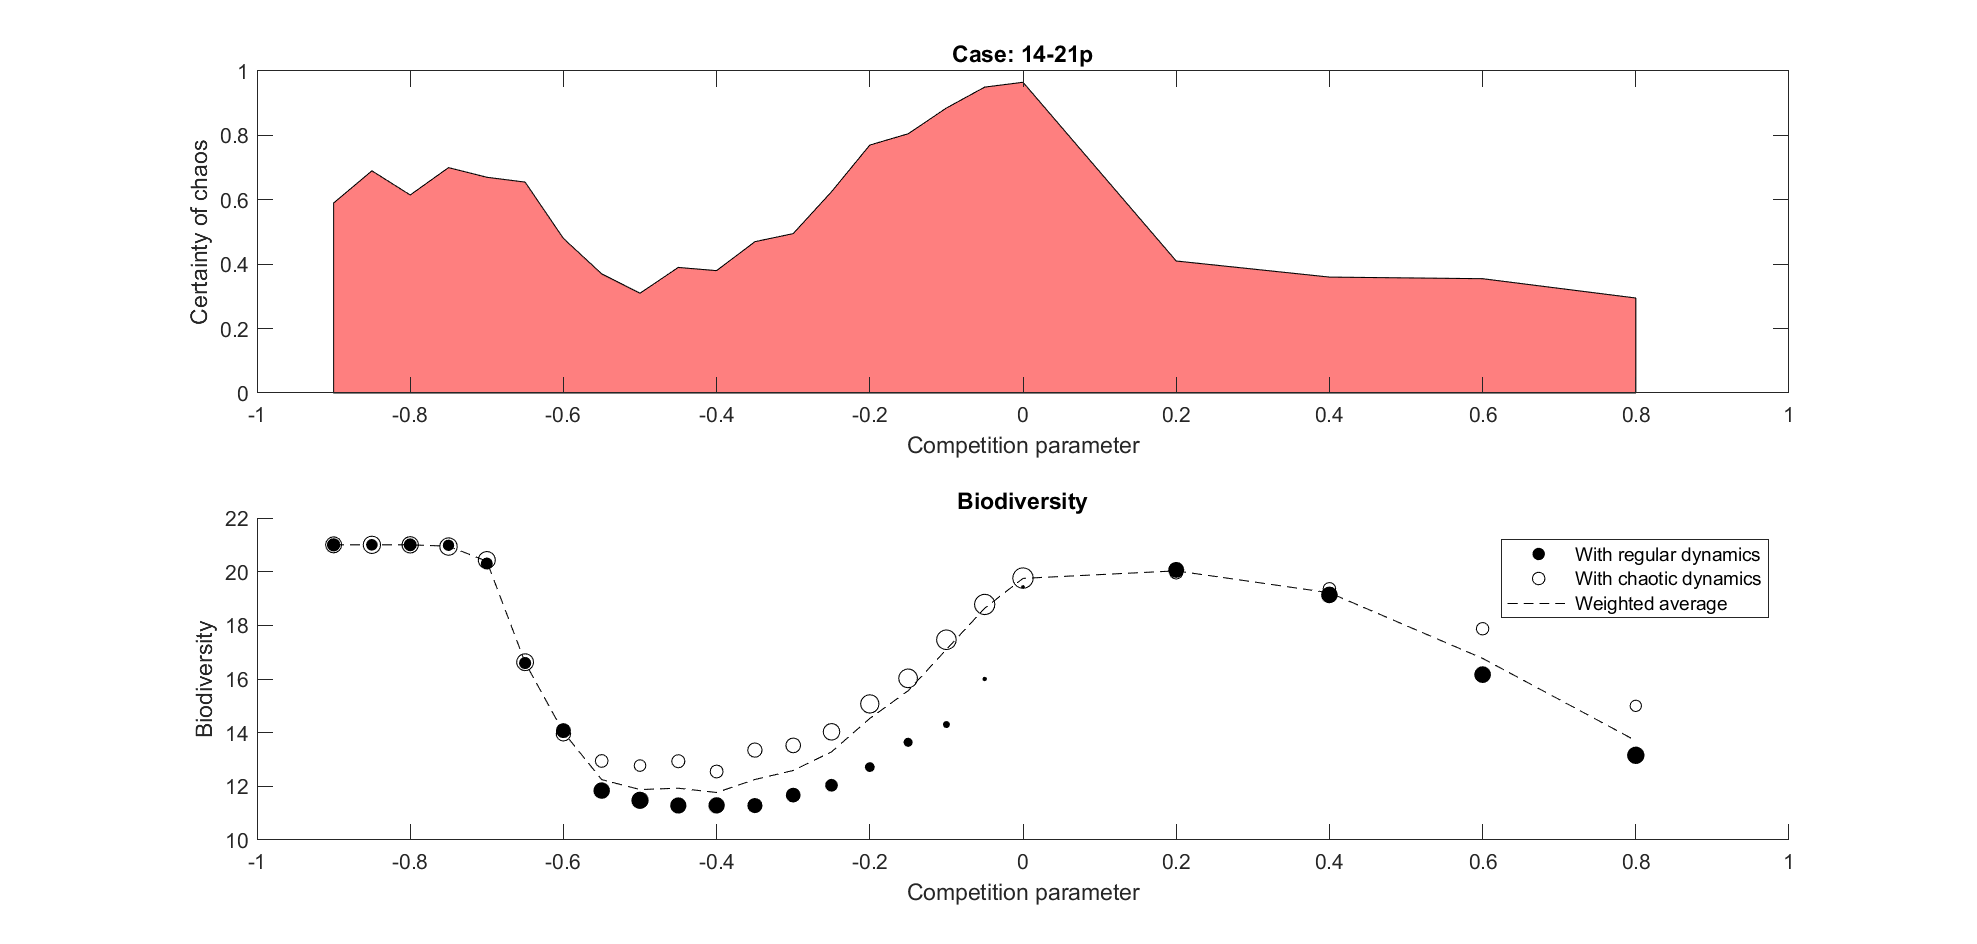 Case: 14-21p
1
0.8
0.6
0.4
0.2
0
Certainty of chaos
-1 -0.8 -0.6 -0.4 -0.2 0 0.2 0.4 0.6 0.8 1
Competition parameter
Biodiversity
22
20
18
16
14
12
10
Biodiversity
With regular dynamics
With chaotic dynamics
Weighted average
-1 -0.8 -0.6 -0.4 -0.2 0 0.2 0.4 0.6 0.8 1
Competition parameter